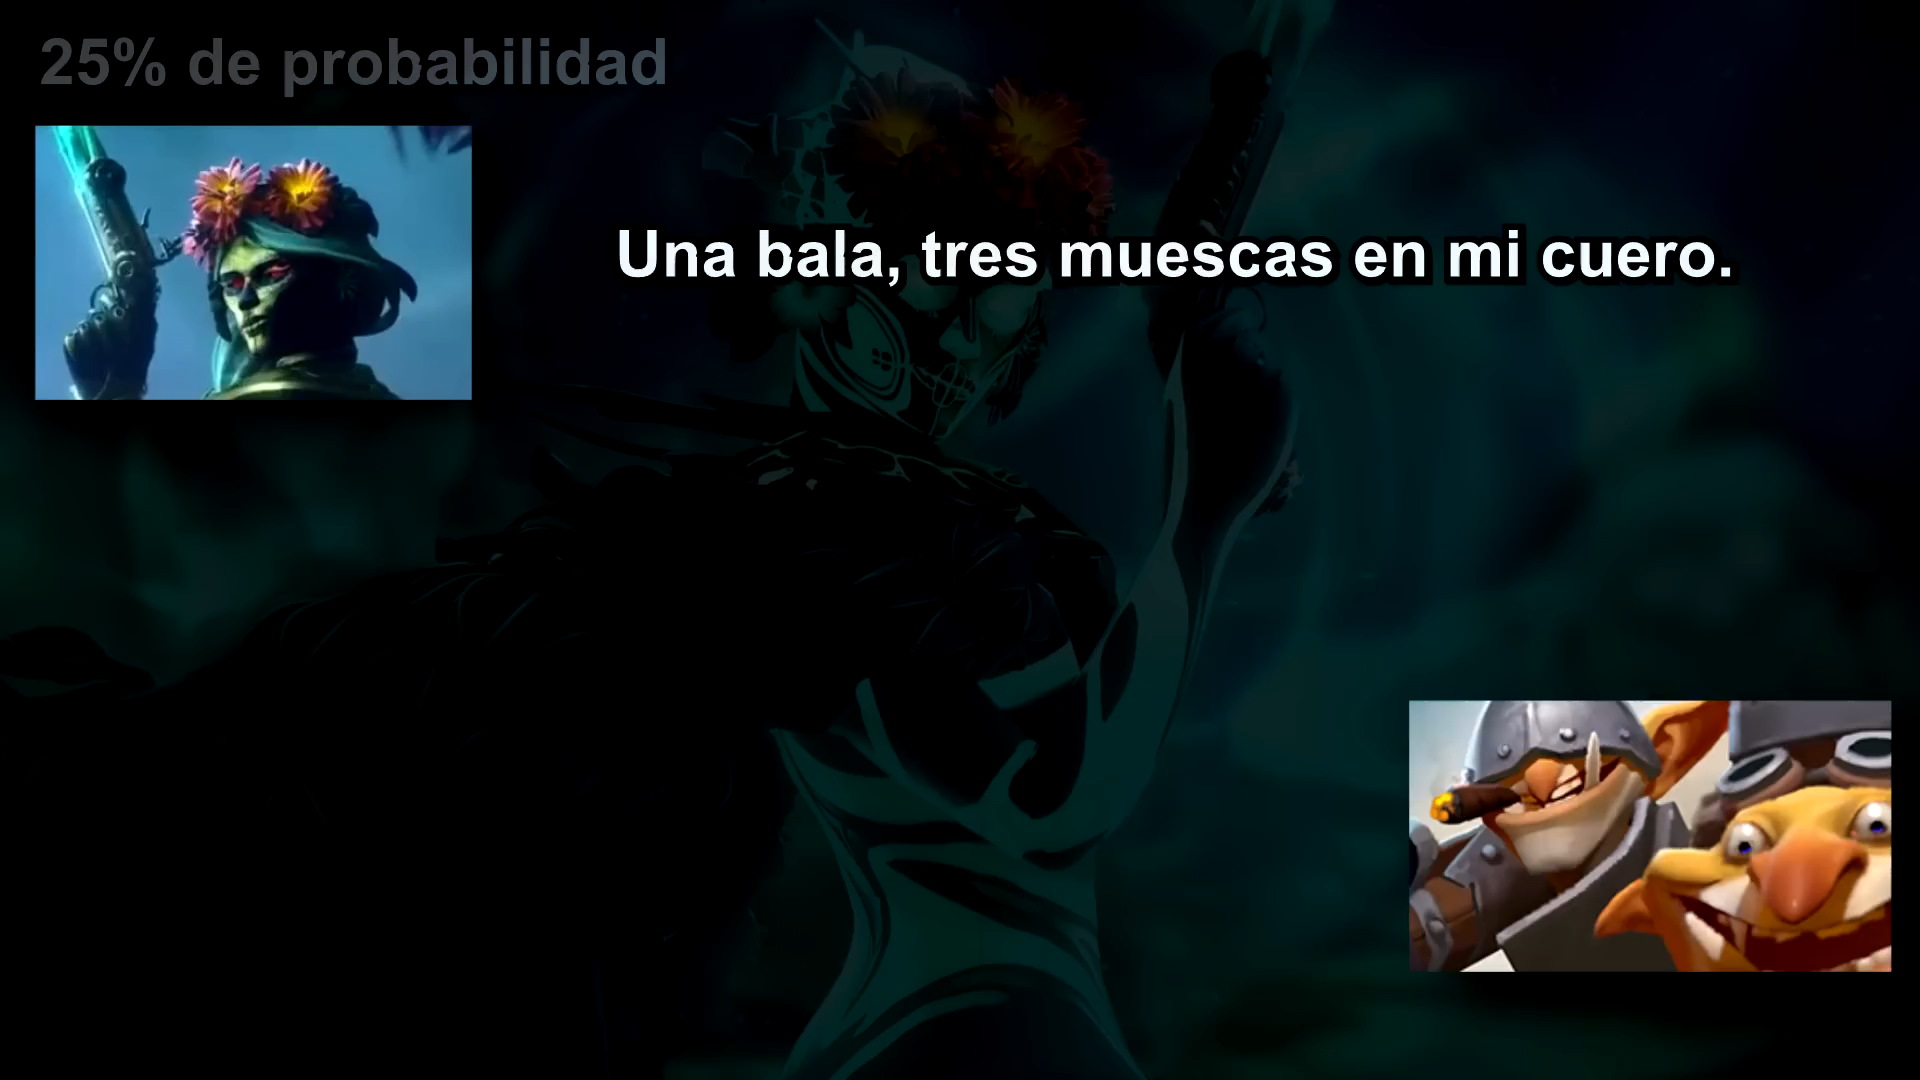 25% de probabilidad
Una bala, tres muescas en mi cuero.